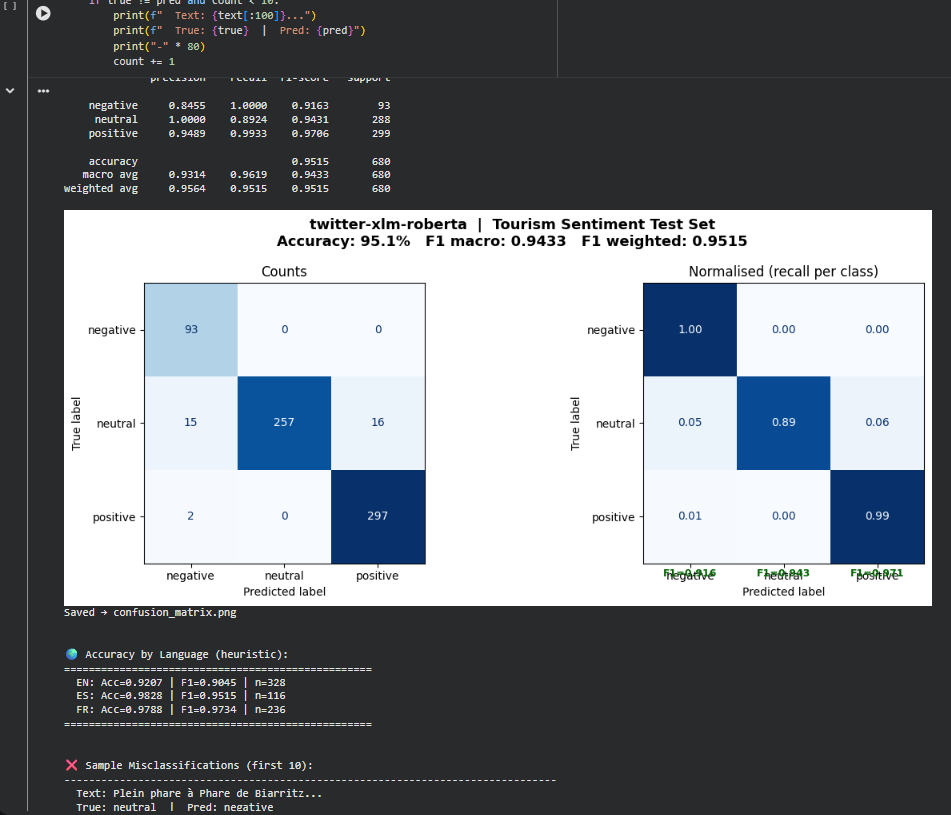 [ ]
if true != pred and count < 10:
print(f"  Text: {text[:100]}...")
print(f"  True: {true}  |  Pred: {pred}")
print("-" * 80)
count += 1
precision recall f1-score support
negative 0.8455 1.0000 0.9163 93
neutral 1.0000 0.8924 0.9431 288
positive 0.9489 0.9933 0.9706 299
accuracy 0.9515 680
macro avg 0.9314 0.9619 0.9433 680
weighted avg 0.9564 0.9515 0.9515 680
twitter-xlm-roberta | Tourism Sentiment Test Set
Accuracy: 95.1% F1 macro: 0.9433 F1 weighted: 0.9515
Counts
True label
negative 93 0 0
neutral 15 257 16
positive 2 0 297
negative neutral positive
Predicted label
Normalised (recall per class)
True label
negative 1.00 0.00 0.00
neutral 0.05 0.89 0.06
positive 0.01 0.00 0.99
F1=0.916 F1=0.943 F1=0.971
negative neutral positive
Predicted label
Saved → confusion_matrix.png
🌍 Accuracy by Language (heuristic):
==================================================
EN: Acc=0.9207 | F1=0.9045 | n=328
ES: Acc=0.9828 | F1=0.9515 | n=116
FR: Acc=0.9788 | F1=0.9734 | n=236
==================================================
❌ Sample Misclassifications (first 10):
--------------------------------------------------------------------------------
Text: Plein phare à Phare de Biarritz...
True: neutral | Pred: negative